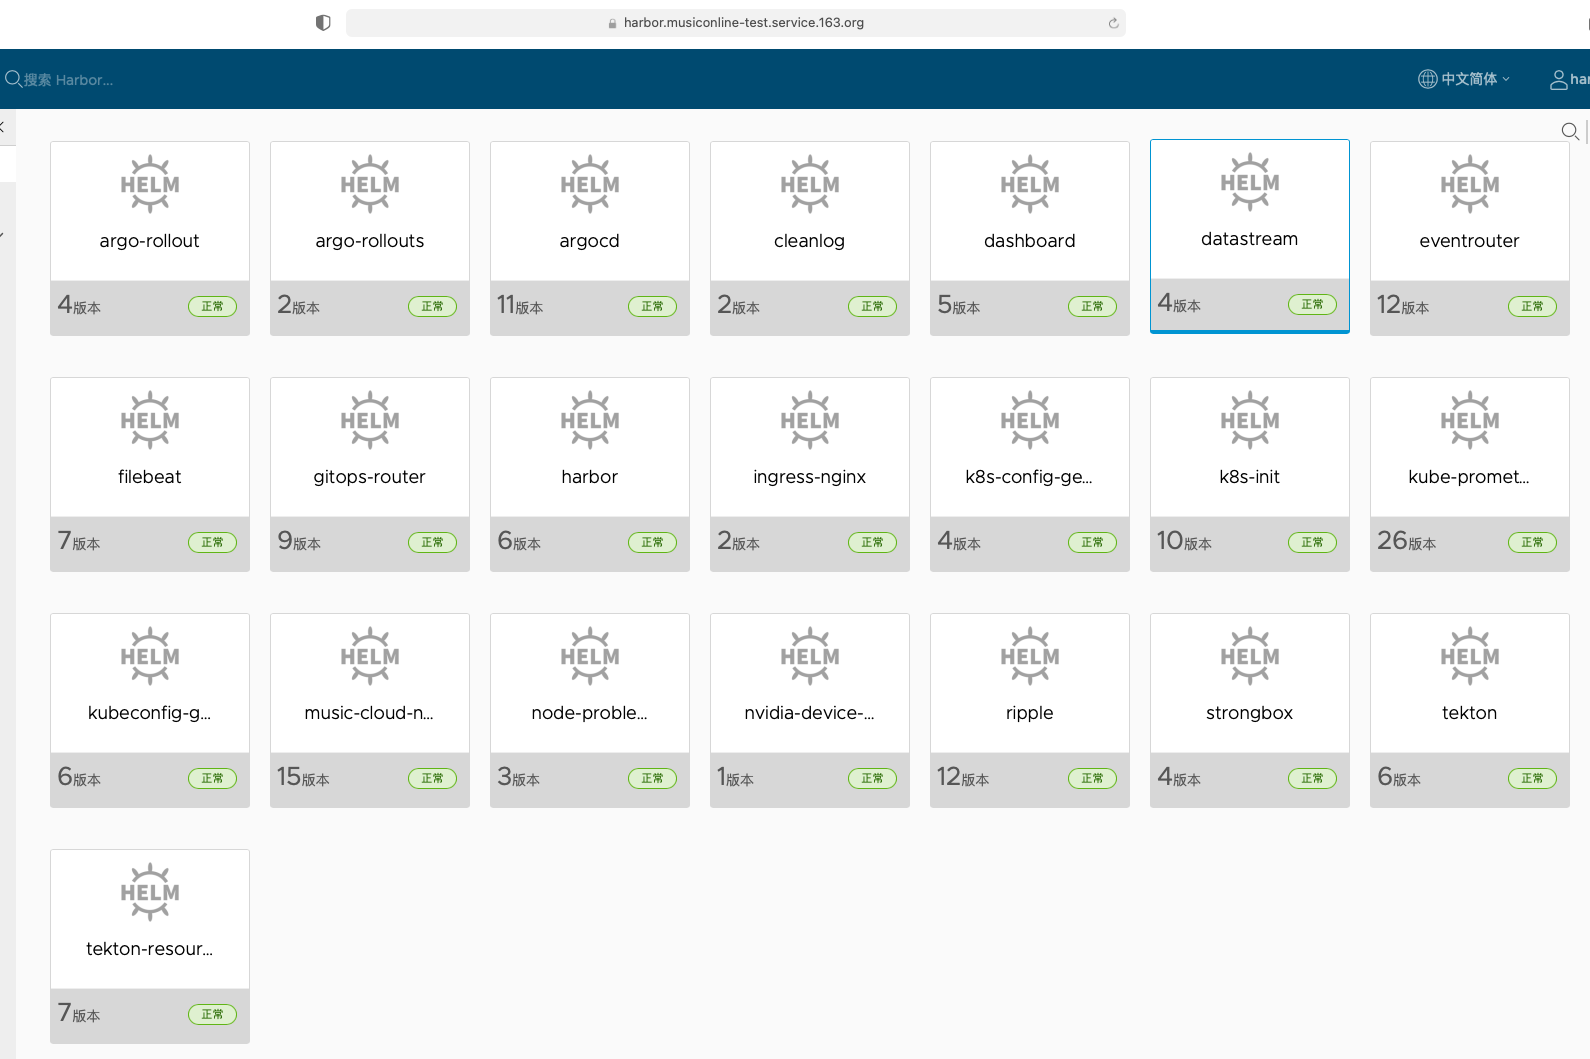 harbor.musiconline-test.service.163.org
搜索 Harbor...
中文简体
har
HELM HELM HELM HELM HELM HELM HELM
argo-rollout argo-rollouts argocd cleanlog dashboard datastream eventrouter
4版本 正常 2版本 正常 11版本 正常 2版本 正常 5版本 正常 4版本 正常 12版本 正常
HELM HELM HELM HELM HELM HELM HELM
filebeat gitops-router harbor ingress-nginx k8s-config-ge... k8s-init kube-promet...
7版本 正常 9版本 正常 6版本 正常 2版本 正常 4版本 正常 10版本 正常 26版本 正常
HELM HELM HELM HELM HELM HELM HELM
kubeconfig-g... music-cloud-n... node-proble... nvidia-device-... ripple strongbox tekton
6版本 正常 15版本 正常 3版本 正常 1版本 正常 12版本 正常 4版本 正常 6版本 正常
HELM
tekton-resour...
7版本 正常